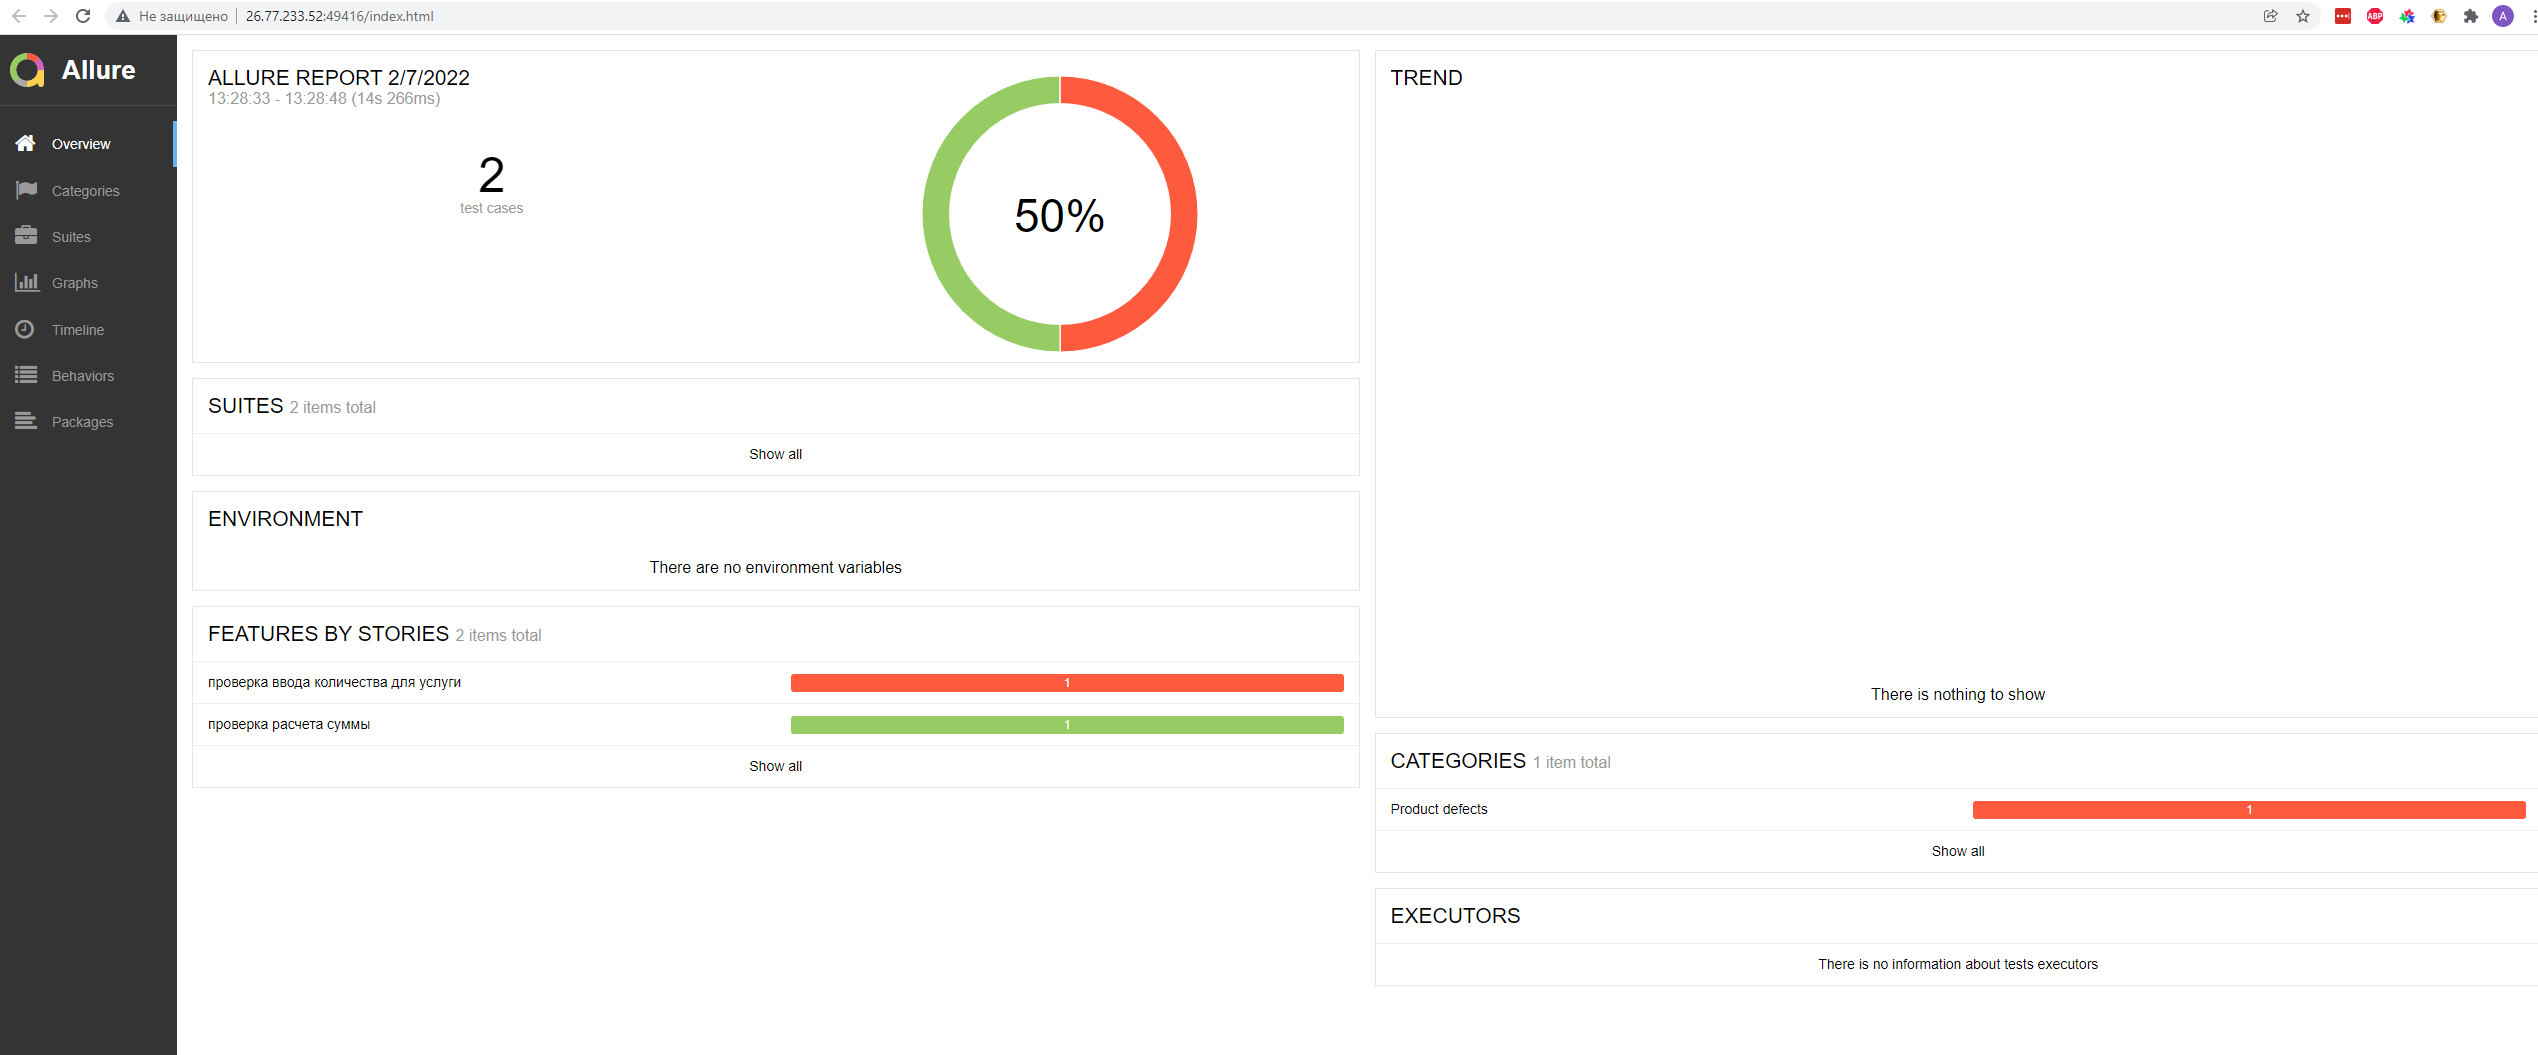 Не защищено
26.77.233.52:49416/index.html
ABP
A
Allure
Overview
Categories
Suites
Graphs
Timeline
Behaviors
Packages
ALLURE REPORT 2/7/2022
13:28:33 - 13:28:48 (14s 266ms)
2
test cases
50%
SUITES 2 items total
Show all
ENVIRONMENT
There are no environment variables
FEATURES BY STORIES 2 items total
проверка ввода количества для услуги 1
проверка расчета суммы 1
Show all
TREND
There is nothing to show
CATEGORIES 1 item total
Product defects 1
Show all
EXECUTORS
There is no information about tests executors